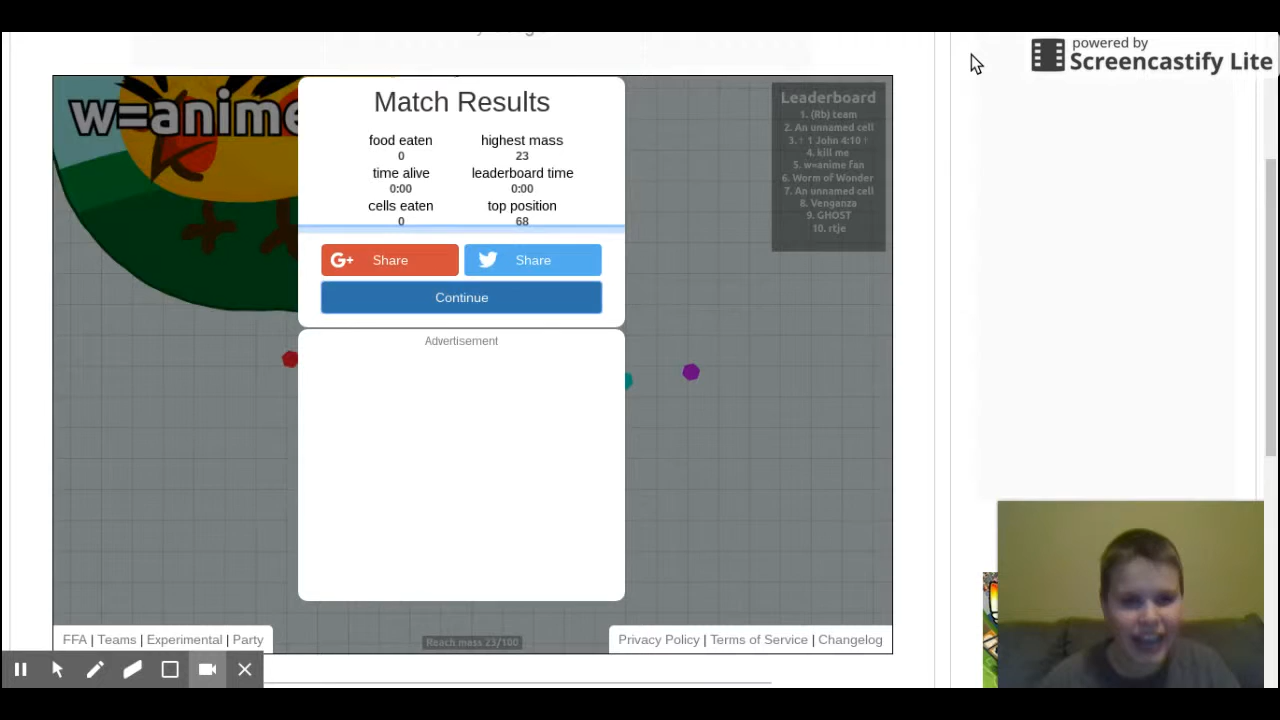 powered by
Screencastify Lite
w=anime
Match Results
food eaten
0
highest mass
23
time alive
0:00
leaderboard time
0:00
cells eaten
0
top position
68
G+ Share
Share
Continue
Advertisement
Leaderboard
1. (Rb) team
2. An unnamed cell
3. ↑ 1 John 4:10 ↑
4. kill me
5. w=anime fan
6. Worm of Wonder
7. An unnamed cell
8. Venganza
9. GHOST
10. rtje
FFA | Teams | Experimental | Party
Reach mass 23/100
Privacy Policy | Terms of Service | Changelog